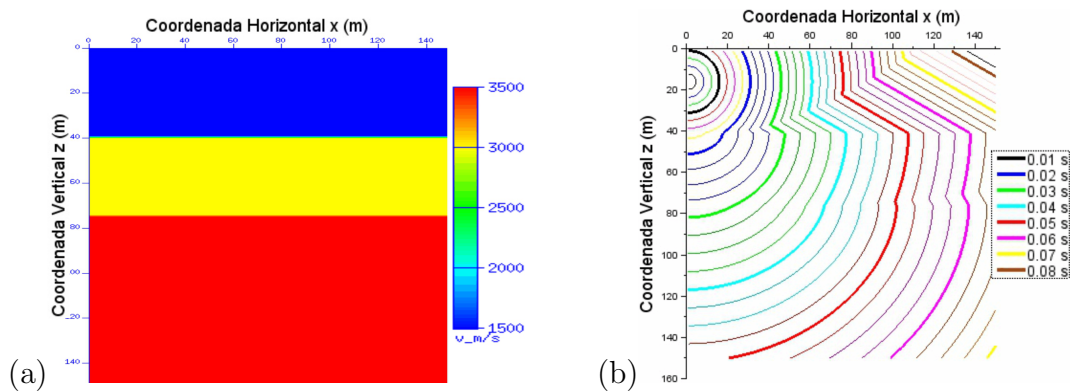 Coordenada Horizontal x (m)
0 20 40 60 80 100 120 140
Coordenada Vertical z (m)
0
20
40
60
80
00
_20
140
3500
3000
2500
2000
1500
v_m/s
(a)
Coordenada Horizontal x (m)
0 20 40 60 80 100 120 140
Coordenada Vertical z (m)
0
20
40
60
80
100
120
140
160
0.01 s
0.02 s
0.03 s
0.04 s
0.05 s
0.06 s
0.07 s
0.08 s
(b)